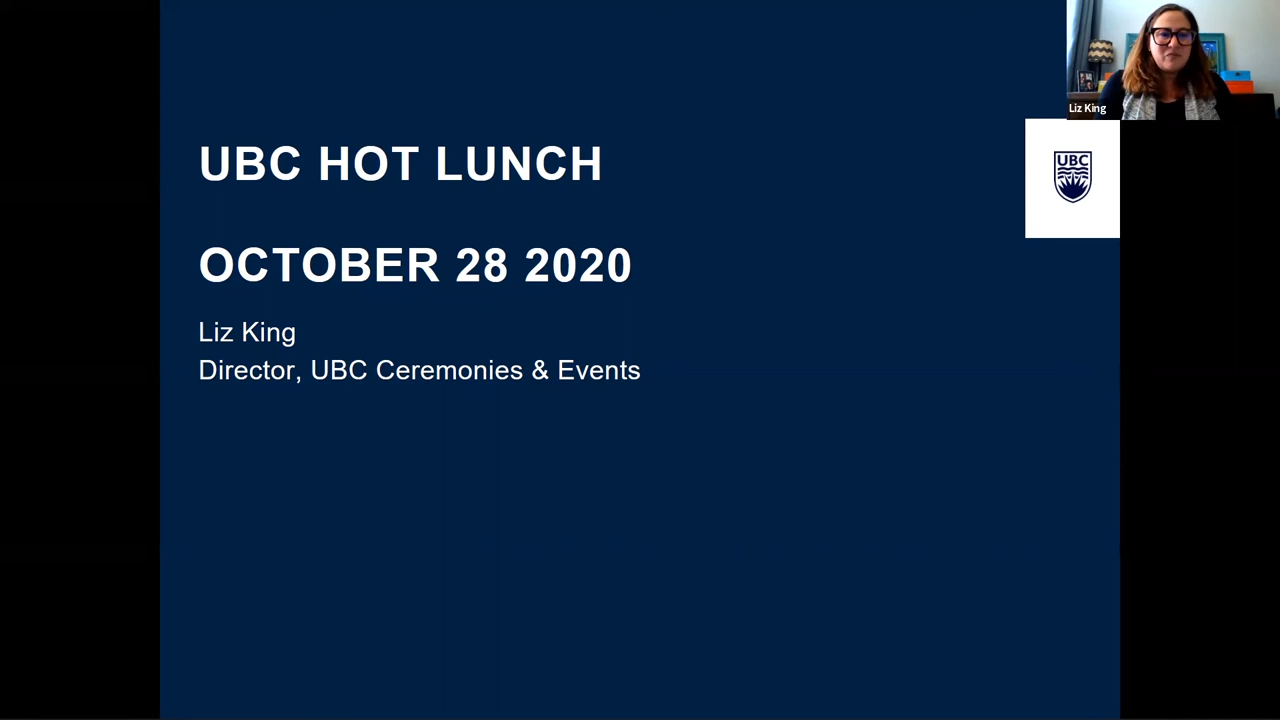 UBC HOT LUNCH
OCTOBER 28 2020
Liz King
Director, UBC Ceremonies & Events
Liz King
UBC